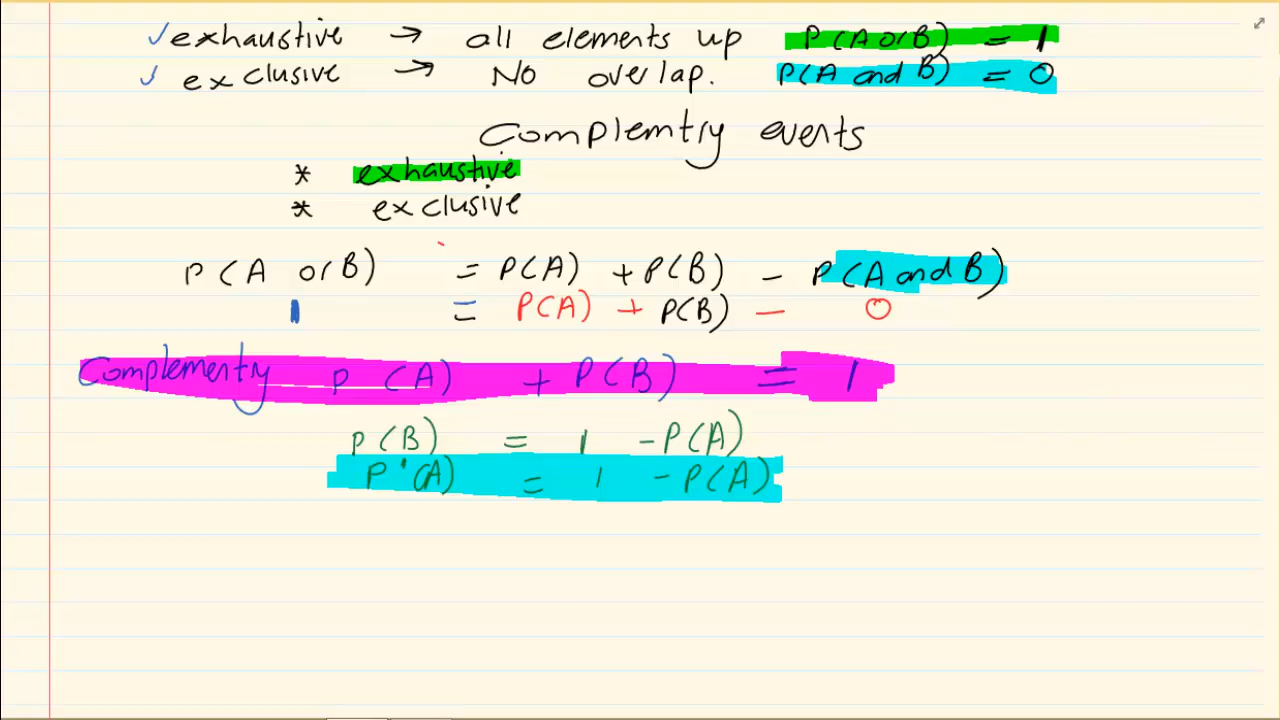 ✓ exhaustive → all elements up P(A or B) = 1
✓ exclusive → No overlap. P(A and B) = 0
Complemtry events
* exhaustive
* exclusive
P(A or B) = P(A) + P(B) - P(A and B)
1 = P(A) + P(B) - 0
Complementry P(A) + P(B) = 1
P(B) = 1 - P(A)
P'(A) = 1 - P(A)